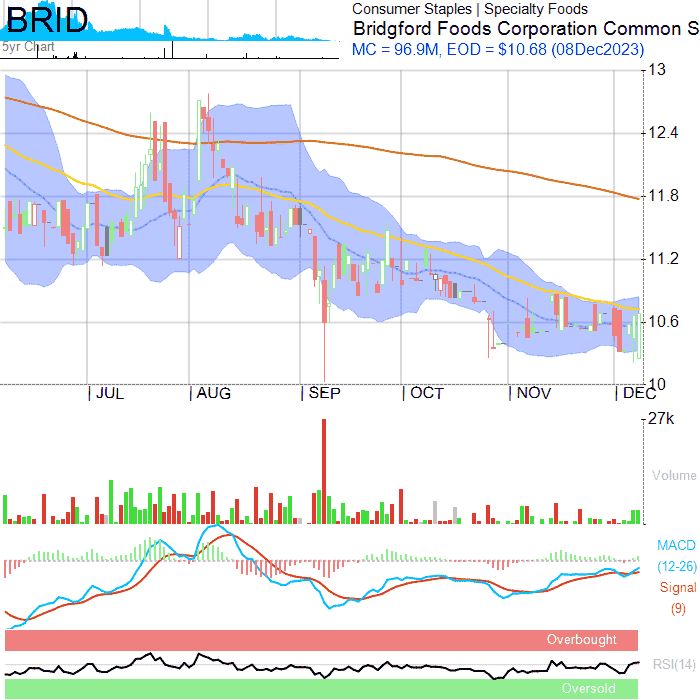 BRID
5yr Chart
Consumer Staples | Specialty Foods
Bridgford Foods Corporation Common S
MC = 96.9M, EOD = $10.68 (08Dec2023)
13
12.4
11.8
11.2
10.6
10
JUL AUG SEP OCT NOV DEC
27k
Volume
MACD
(12-26)
Signal
(9)
Overbought
RSI(14)
Oversold